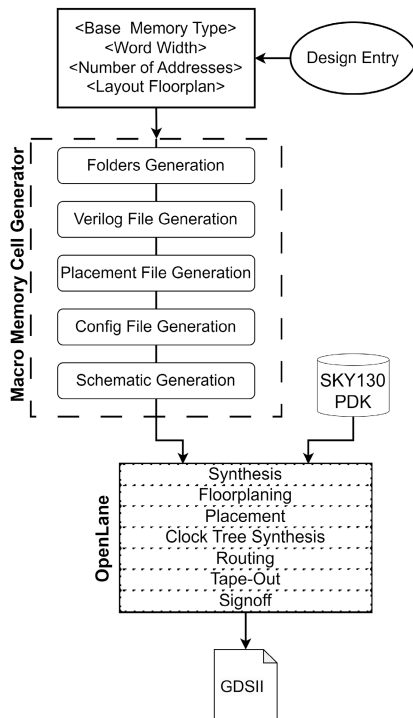 <Base Memory Type>
<Word Width>
<Number of Addresses>
<Layout Floorplan>
Design Entry
Macro Memory Cell Generator
Folders Generation
Verilog File Generation
Placement File Generation
Config File Generation
Schematic Generation
SKY130
PDK
OpenLane
Synthesis
Floorplaning
Placement
Clock Tree Synthesis
Routing
Tape-Out
Signoff
GDSII